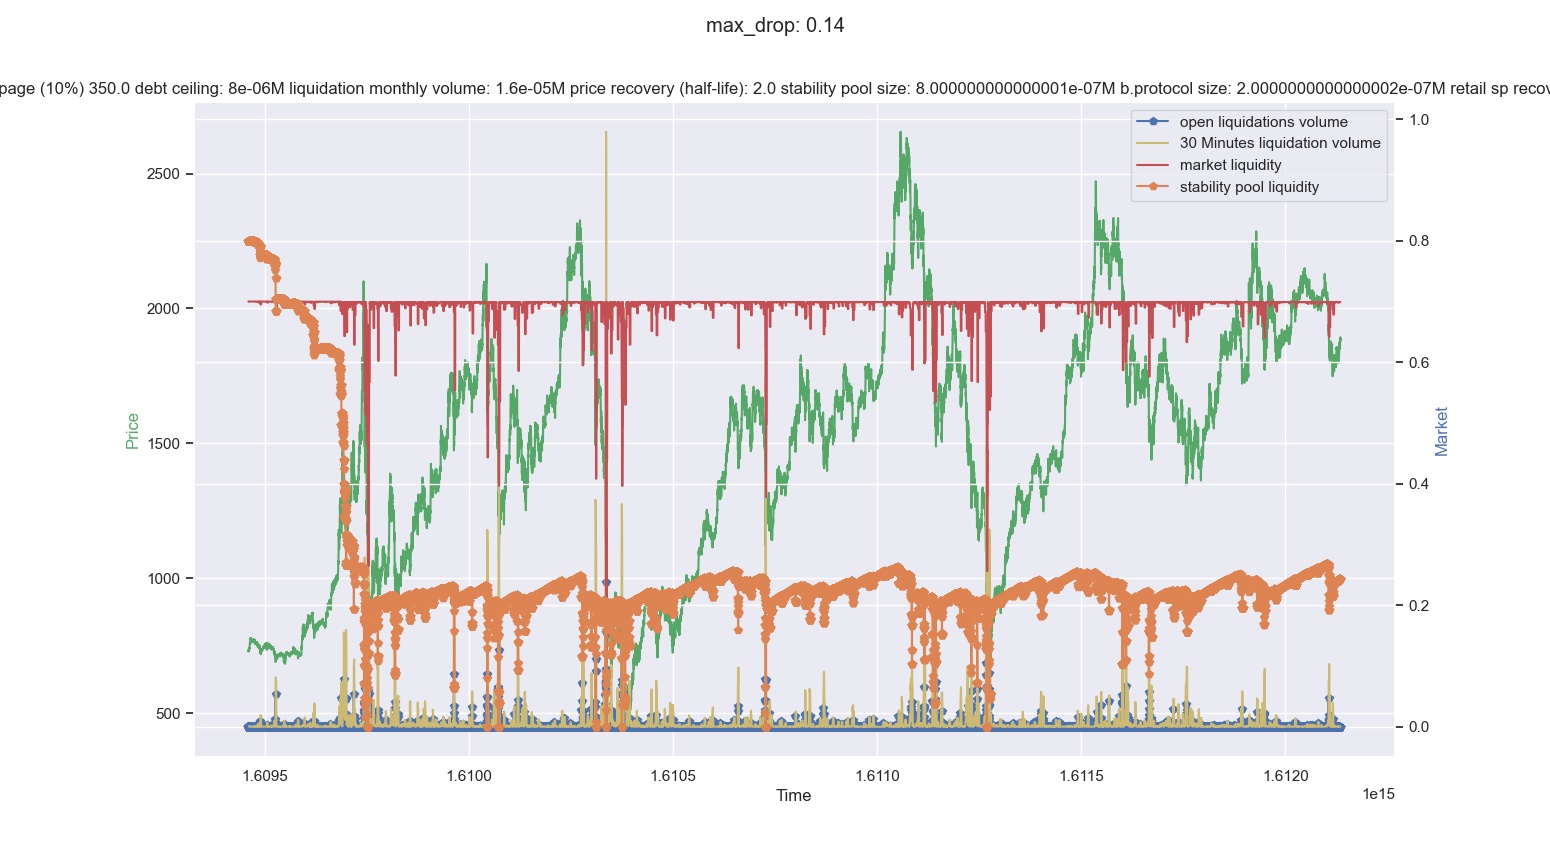 max_drop: 0.14
page (10%) 350.0 debt ceiling: 8e-06M liquidation monthly volume: 1.6e-05M price recovery (half-life): 2.0 stability pool size: 8.000000000000001e-07M b.protocol size: 2.0000000000000002e-07M retail sp recov
open liquidations volume
30 Minutes liquidation volume
market liquidity
stability pool liquidity
2500
2000
1500
1000
500
Price
1.0
0.8
0.6
0.4
0.2
0.0
Market
1.6095 1.6100 1.6105 1.6110 1.6115 1.6120
Time
1e15